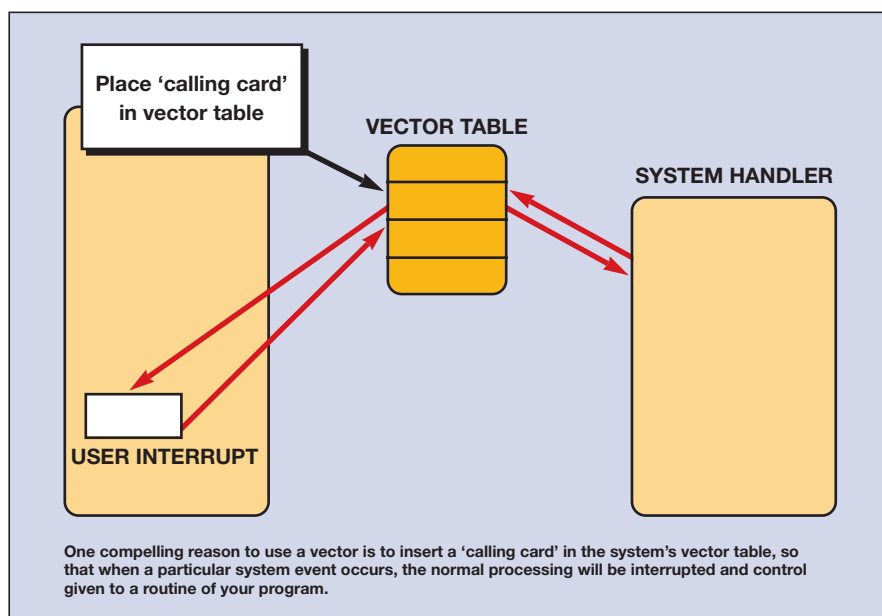 Place ‘calling card’
in vector table
VECTOR TABLE
SYSTEM HANDLER
USER INTERRUPT
One compelling reason to use a vector is to insert a ‘calling card’ in the system’s vector table, so
that when a particular system event occurs, the normal processing will be interrupted and control
given to a routine of your program.